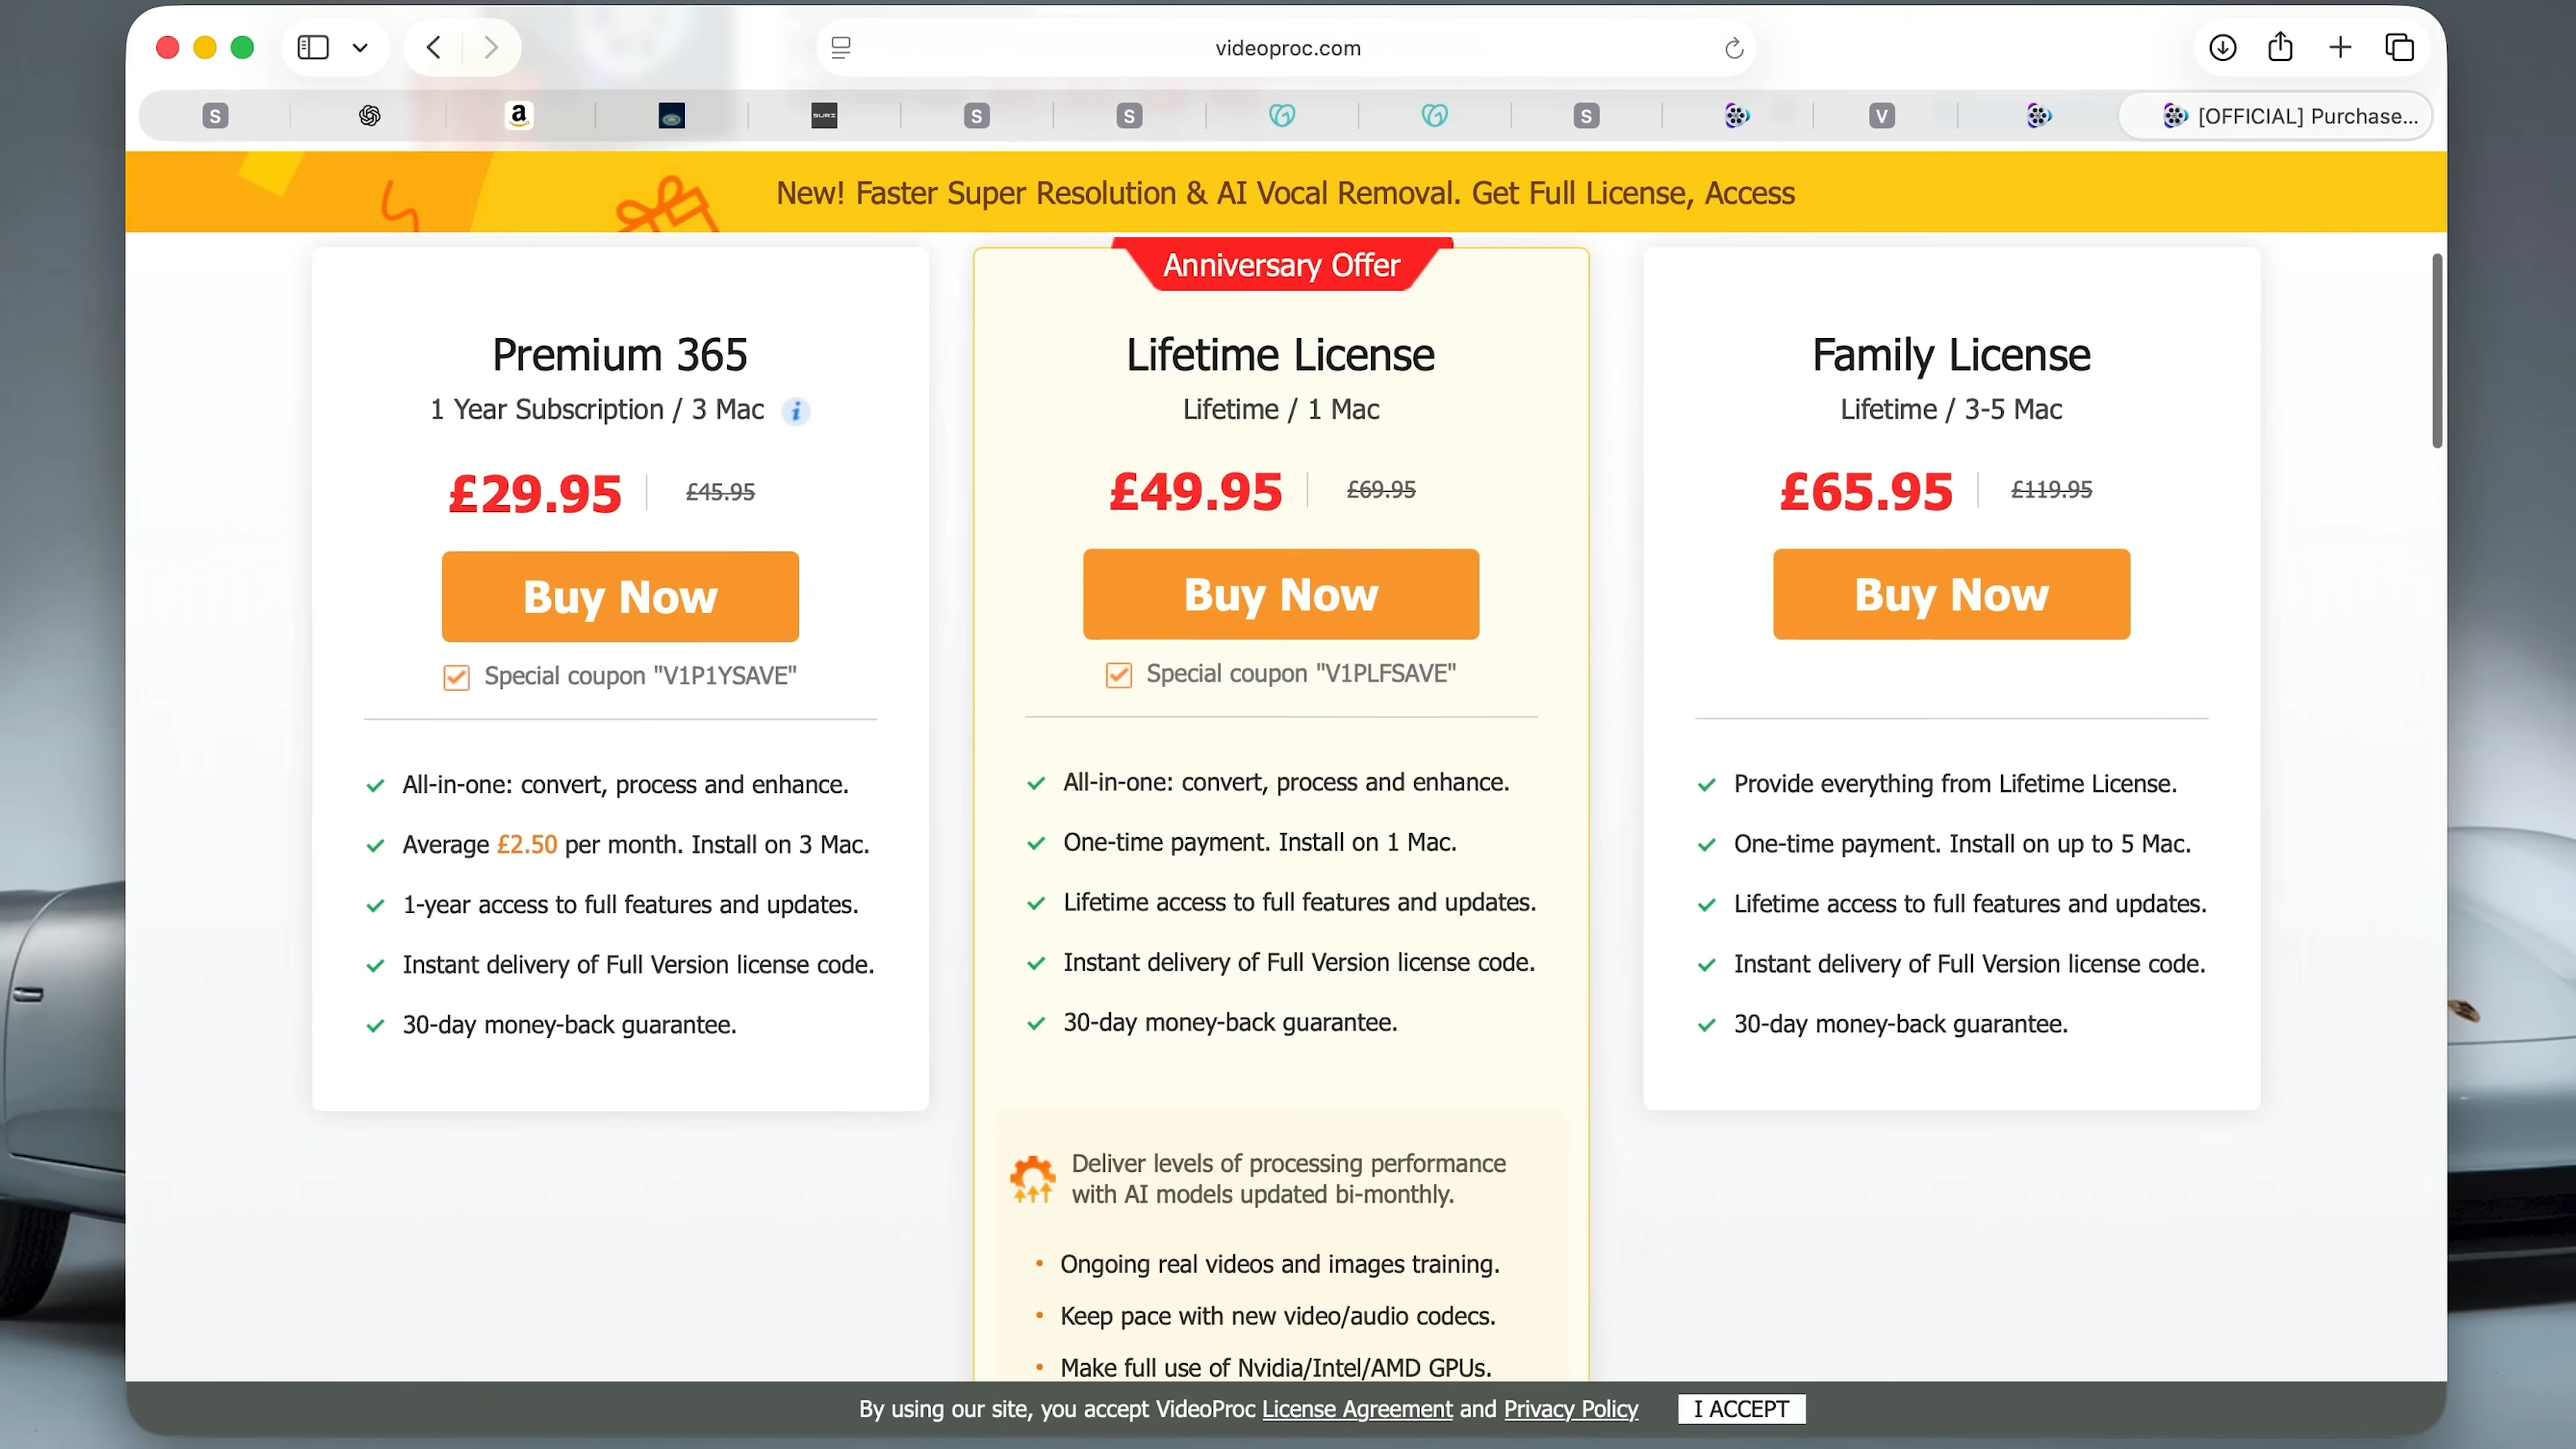 videoproc.com
S
a
SURI
S
S
S
V
[OFFICIAL] Purchase...
New! Faster Super Resolution & AI Vocal Removal. Get Full License, Access
Premium 365
1 Year Subscription / 3 Mac i
£29.95 £45.95
Buy Now
Special coupon "V1P1YSAVE"
All-in-one: convert, process and enhance.
Average £2.50 per month. Install on 3 Mac.
1-year access to full features and updates.
Instant delivery of Full Version license code.
30-day money-back guarantee.
Anniversary Offer
Lifetime License
Lifetime / 1 Mac
£49.95 £69.95
Buy Now
Special coupon "V1PLFSAVE"
All-in-one: convert, process and enhance.
One-time payment. Install on 1 Mac.
Lifetime access to full features and updates.
Instant delivery of Full Version license code.
30-day money-back guarantee.
Deliver levels of processing performance
with AI models updated bi-monthly.
Ongoing real videos and images training.
Keep pace with new video/audio codecs.
Make full use of Nvidia/Intel/AMD GPUs.
Family License
Lifetime / 3-5 Mac
£65.95 £119.95
Buy Now
Provide everything from Lifetime License.
One-time payment. Install on up to 5 Mac.
Lifetime access to full features and updates.
Instant delivery of Full Version license code.
30-day money-back guarantee.
By using our site, you accept VideoProc License Agreement and Privacy Policy I ACCEPT